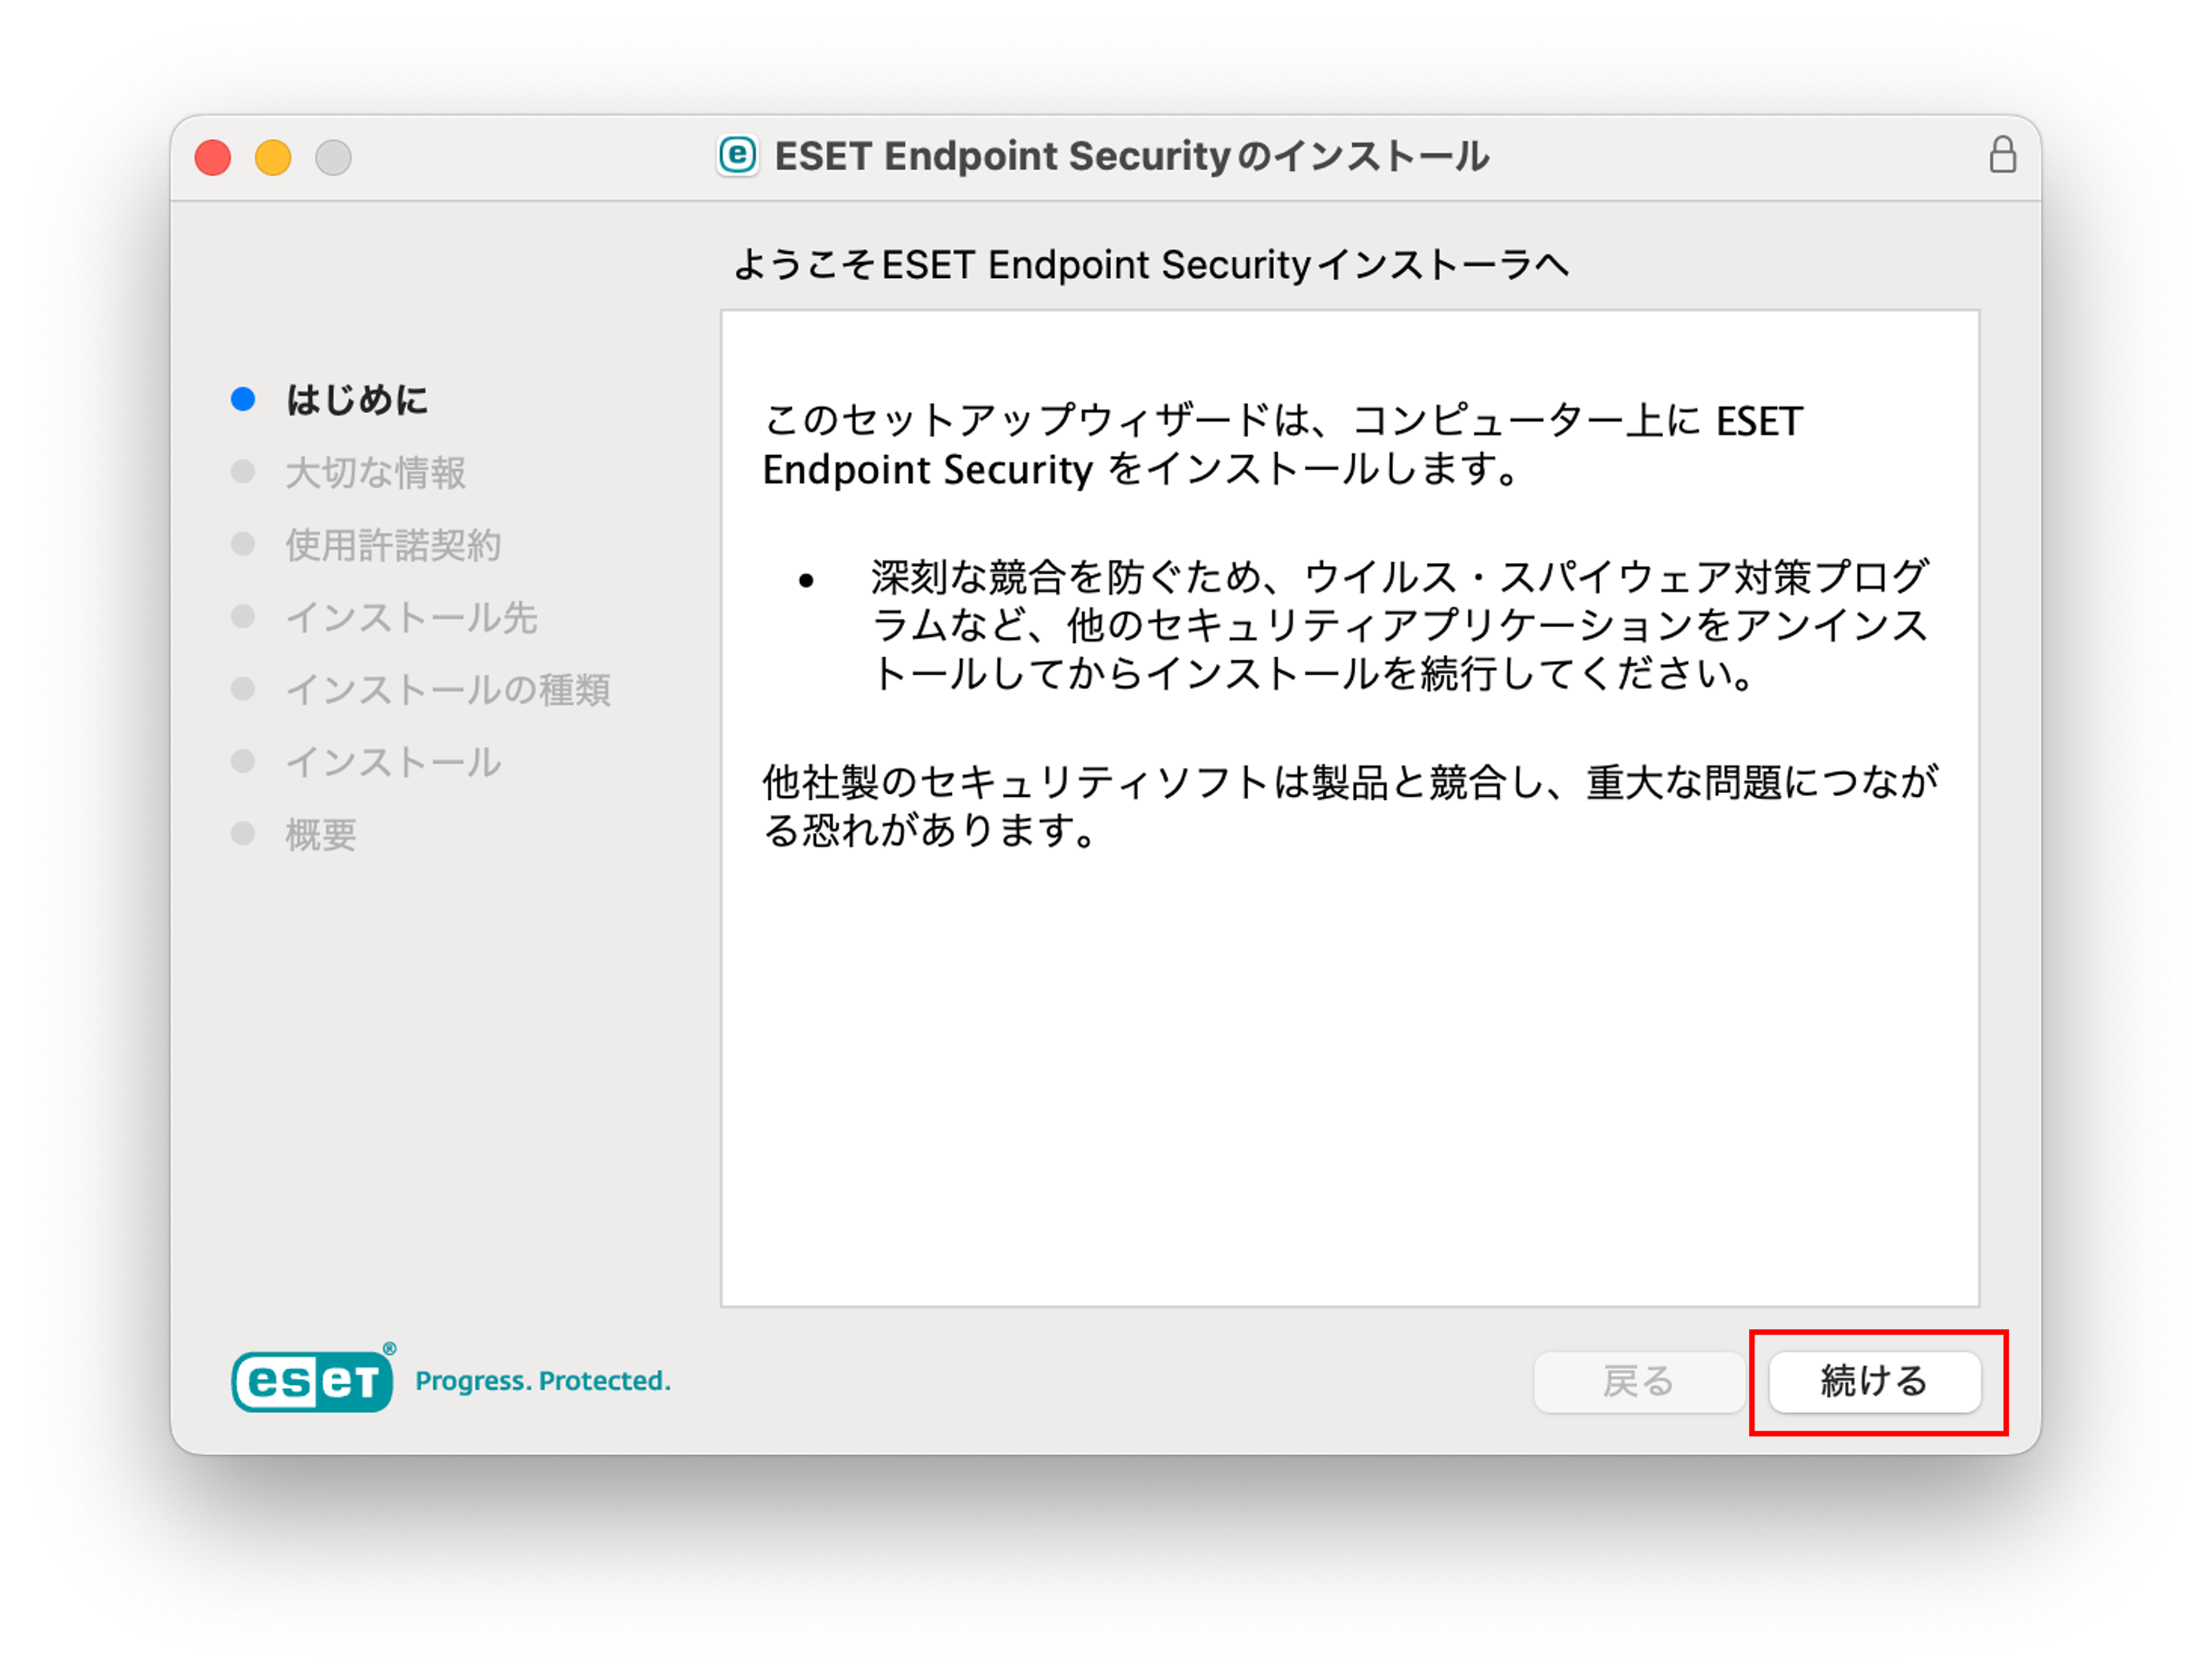 ESET Endpoint Securityのインストール
ようこそESET Endpoint Securityインストーラへ
はじめに
大切な情報
使用許諾契約
インストール先
インストールの種類
インストール
概要
このセットアップウィザードは、コンピューター上に ESET
Endpoint Security をインストールします。
• 深刻な競合を防ぐため、ウイルス・スパイウェア対策プログ
ラムなど、他のセキュリティアプリケーションをアンインス
トールしてからインストールを続行してください。
他社製のセキュリティソフトは製品と競合し、重大な問題につなが
る恐れがあります。
eseT® Progress. Protected.
戻る
続ける